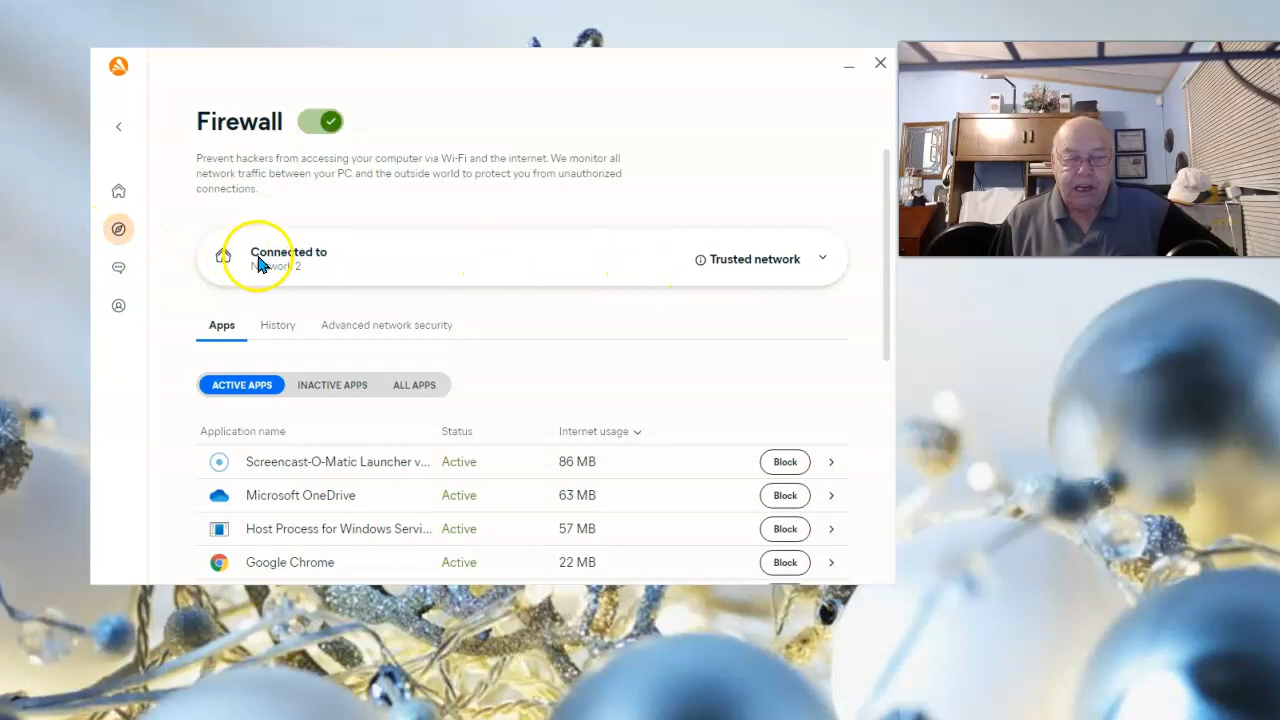 Firewall
Prevent hackers from accessing your computer via Wi-Fi and the internet. We monitor all
network traffic between your PC and the outside world to protect you from unauthorized
connections.
Connected to
Network 2
Trusted network
Apps History Advanced network security
ACTIVE APPS INACTIVE APPS ALL APPS
Application name Status Internet usage
Screencast-O-Matic Launcher v... Active 86 MB Block
Microsoft OneDrive Active 63 MB Block
Host Process for Windows Servi... Active 57 MB Block
Google Chrome Active 22 MB Block